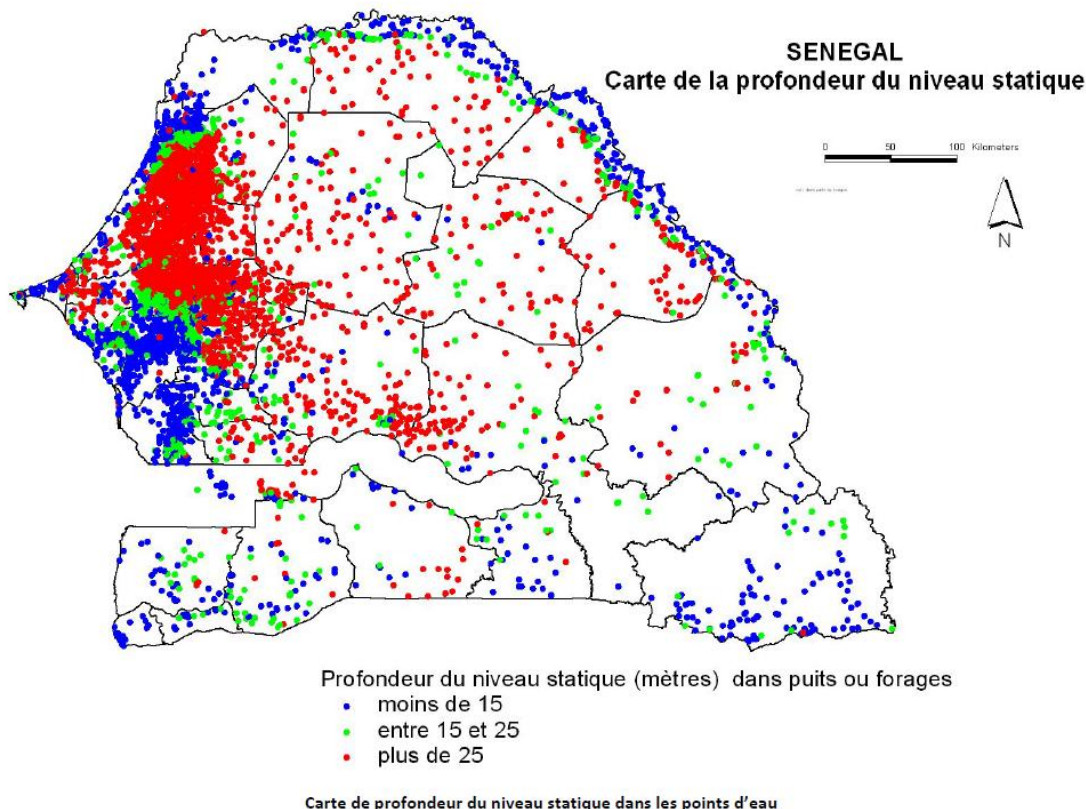 SENEGAL
Carte de la profondeur du niveau statique
0 50 100 Kilometers
N
Profondeur du niveau statique (mètres) dans puits ou forages
moins de 15
entre 15 et 25
plus de 25
Carte de profondeur du niveau statique dans les points d'eau